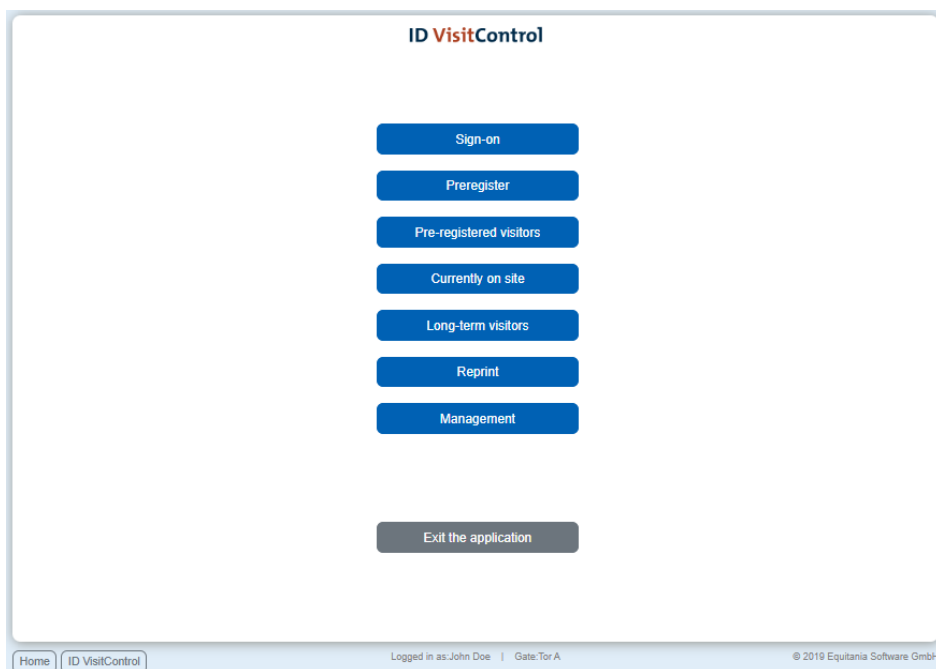 ID VisitControl
Sign-on
Preregister
Pre-registered visitors
Currently on site
Long-term visitors
Reprint
Management
Exit the application
Home
ID VisitControl
Logged in as:John Doe | Gate:Tor A
© 2019 Equitania Software GmbH